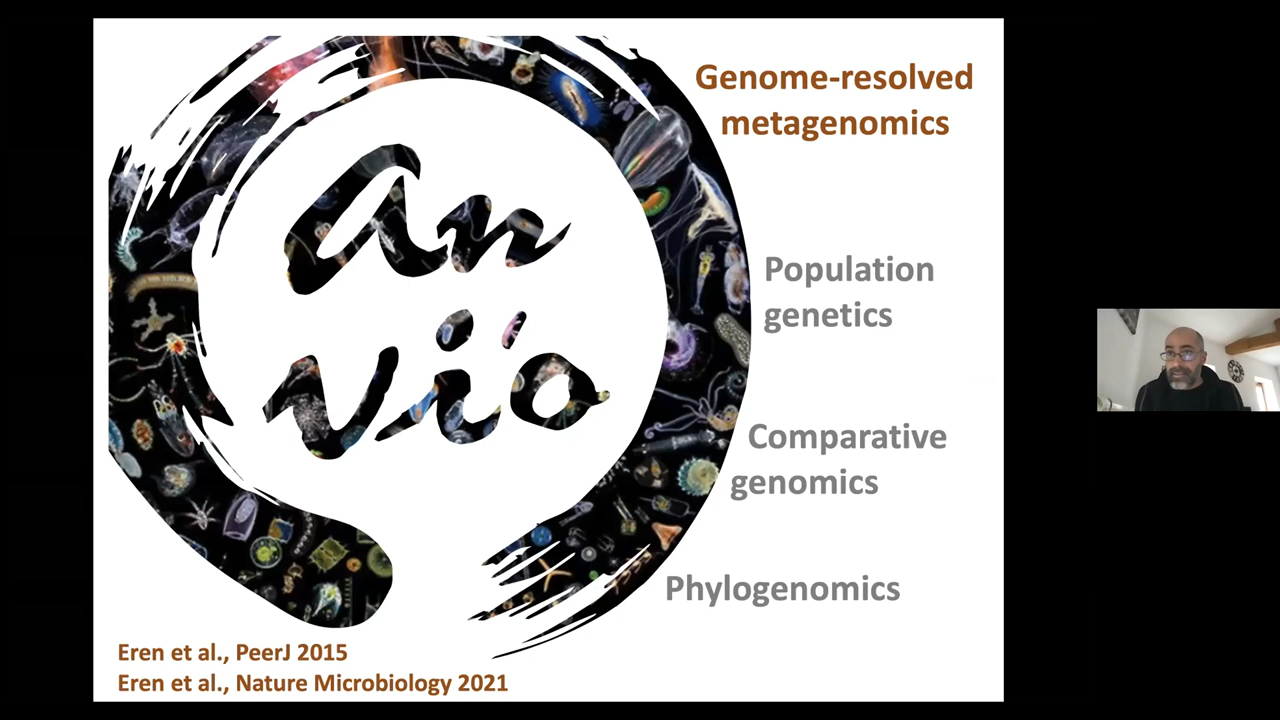 Genome-resolved
metagenomics
an
vi'o
Population
genetics
Comparative
genomics
Phylogenomics
Eren et al., PeerJ 2015
Eren et al., Nature Microbiology 2021